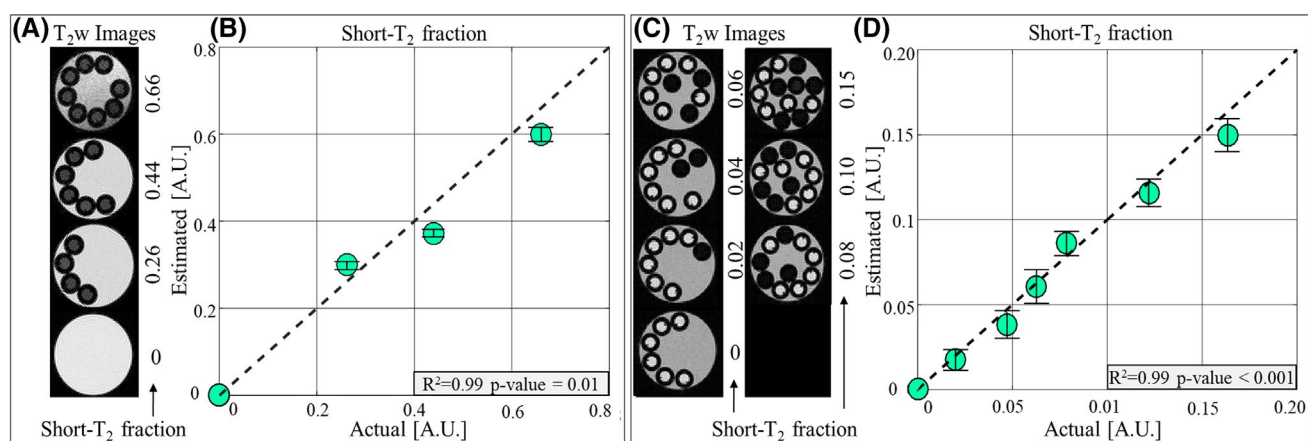 (A)
T2w Images
0.66
0.44
0.26
0
Short-T2 fraction
(B)
Short-T2 fraction
Estimated [A.U.]
0.8
0.6
0.4
0.2
0
R²=0.99 p-value = 0.01
0 0.2 0.4 0.6 0.8
Actual [A.U.]
(C)
T2w Images
0.06
0.04
0.02
0
0.15
0.10
0.08
Short-T2 fraction
(D)
Short-T2 fraction
Estimated [A.U.]
0.20
0.15
0.1
0.05
0
R²=0.99 p-value < 0.001
0 0.05 0.01 0.15 0.20
Actual [A.U.]